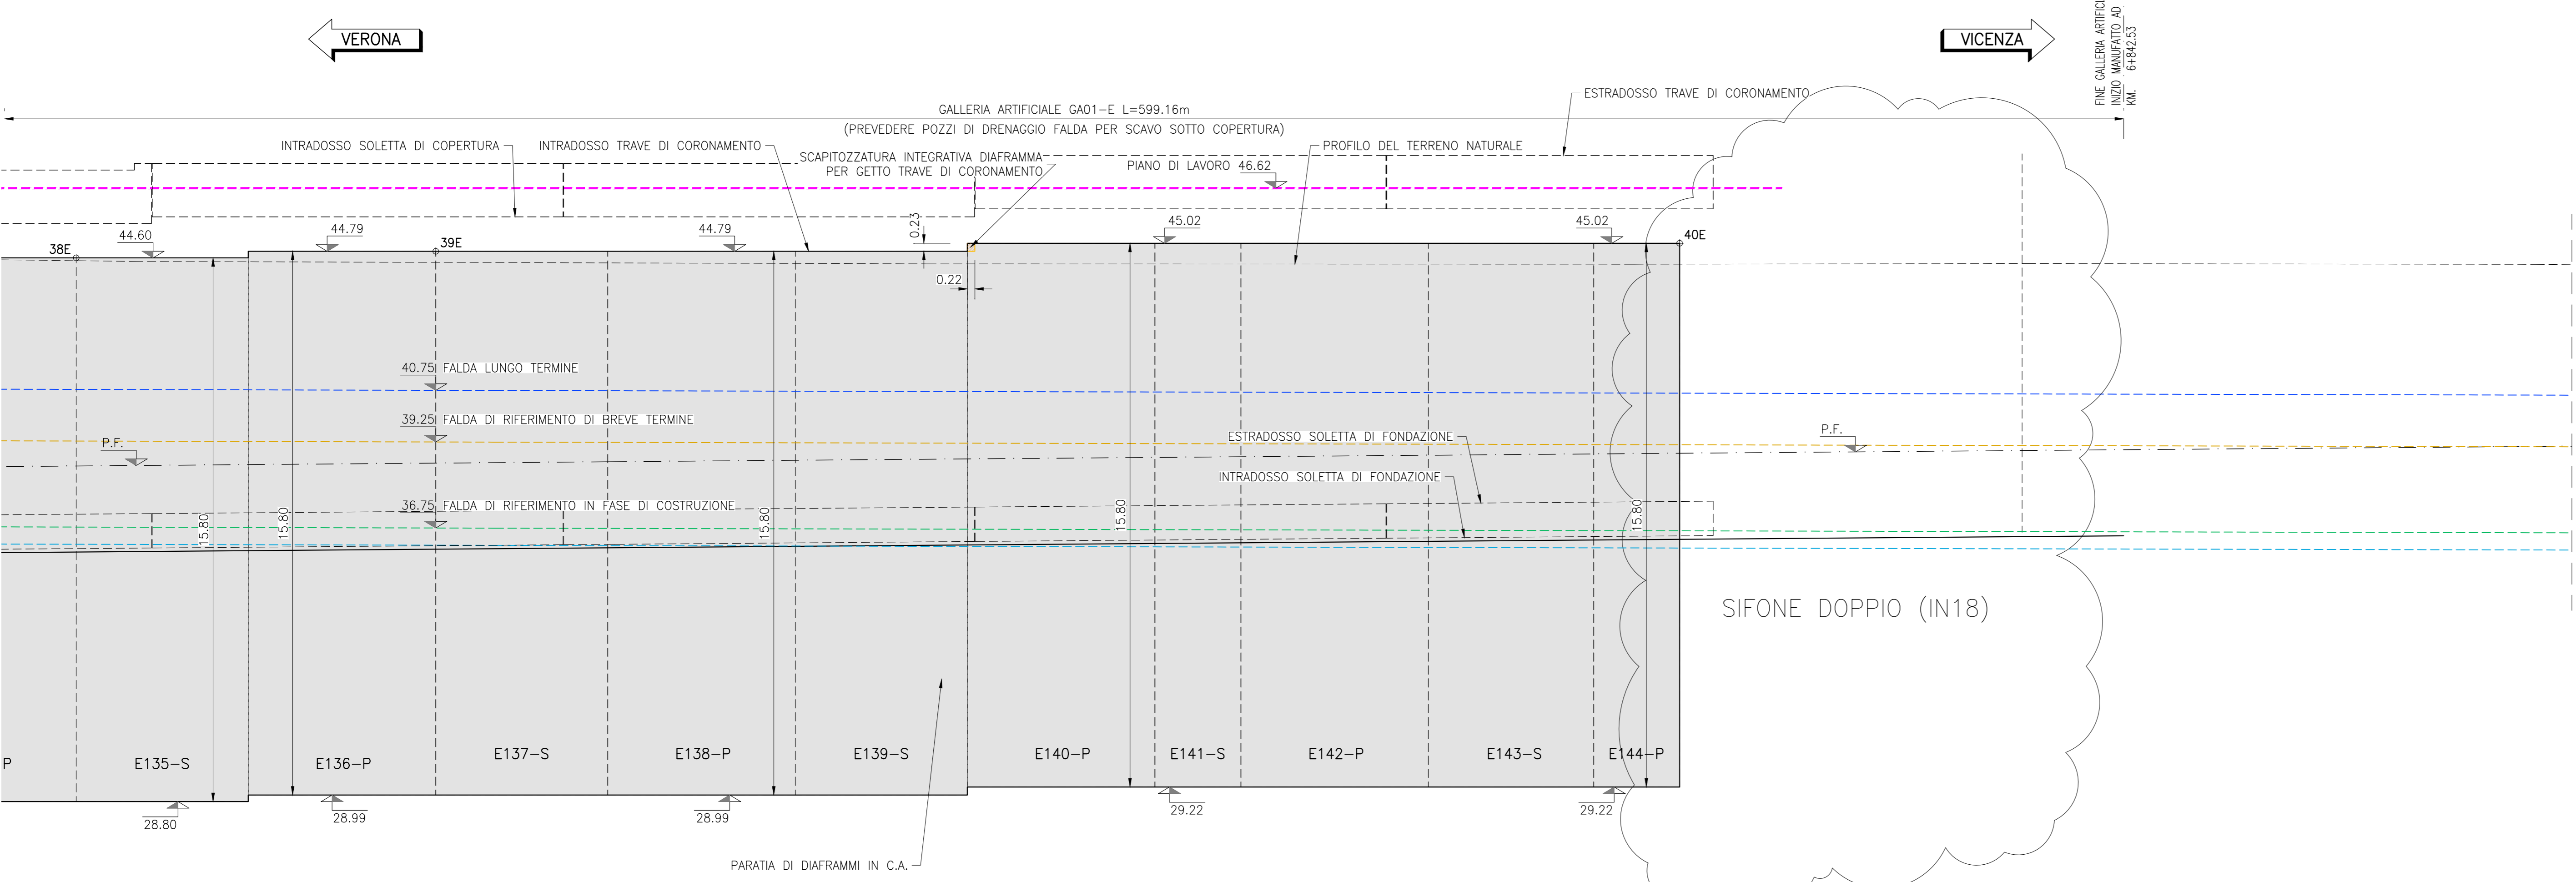 VERONA
VICENZA
FINE GALLERIA ARTIFICI
INIZIO MANUFATTO AD
KM. 6+842.53
GALLERIA ARTIFICIALE GA01-E L=599.16m
(PREVEDERE POZZI DI DRENAGGIO FALDA PER SCAVO SOTTO COPERTURA)
ESTRADOSSO TRAVE DI CORONAMENTO
INTRADOSSO SOLETTA DI COPERTURA
INTRADOSSO TRAVE DI CORONAMENTO
SCAPITOZZATURA INTEGRATIVA DIAFRAMMA
PER GETTO TRAVE DI CORONAMENTO
PIANO DI LAVORO 46.62
PROFILO DEL TERRENO NATURALE
38E
44.60
44.79
39E
44.79
0.23
45.02
45.02
40E
0.22
40.75 FALDA LUNGO TERMINE
39.25 FALDA DI RIFERIMENTO DI BREVE TERMINE
P.F.
ESTRADOSSO SOLETTA DI FONDAZIONE
P.F.
INTRADOSSO SOLETTA DI FONDAZIONE
36.75 FALDA DI RIFERIMENTO IN FASE DI COSTRUZIONE
15.80
15.80
15.80
15.80
15.80
SIFONE DOPPIO (IN18)
P
E135-S
E136-P
E137-S
E138-P
E139-S
E140-P
E141-S
E142-P
E143-S
E144-P
28.80
28.99
28.99
29.22
29.22
PARATIA DI DIAFRAMMI IN C.A.